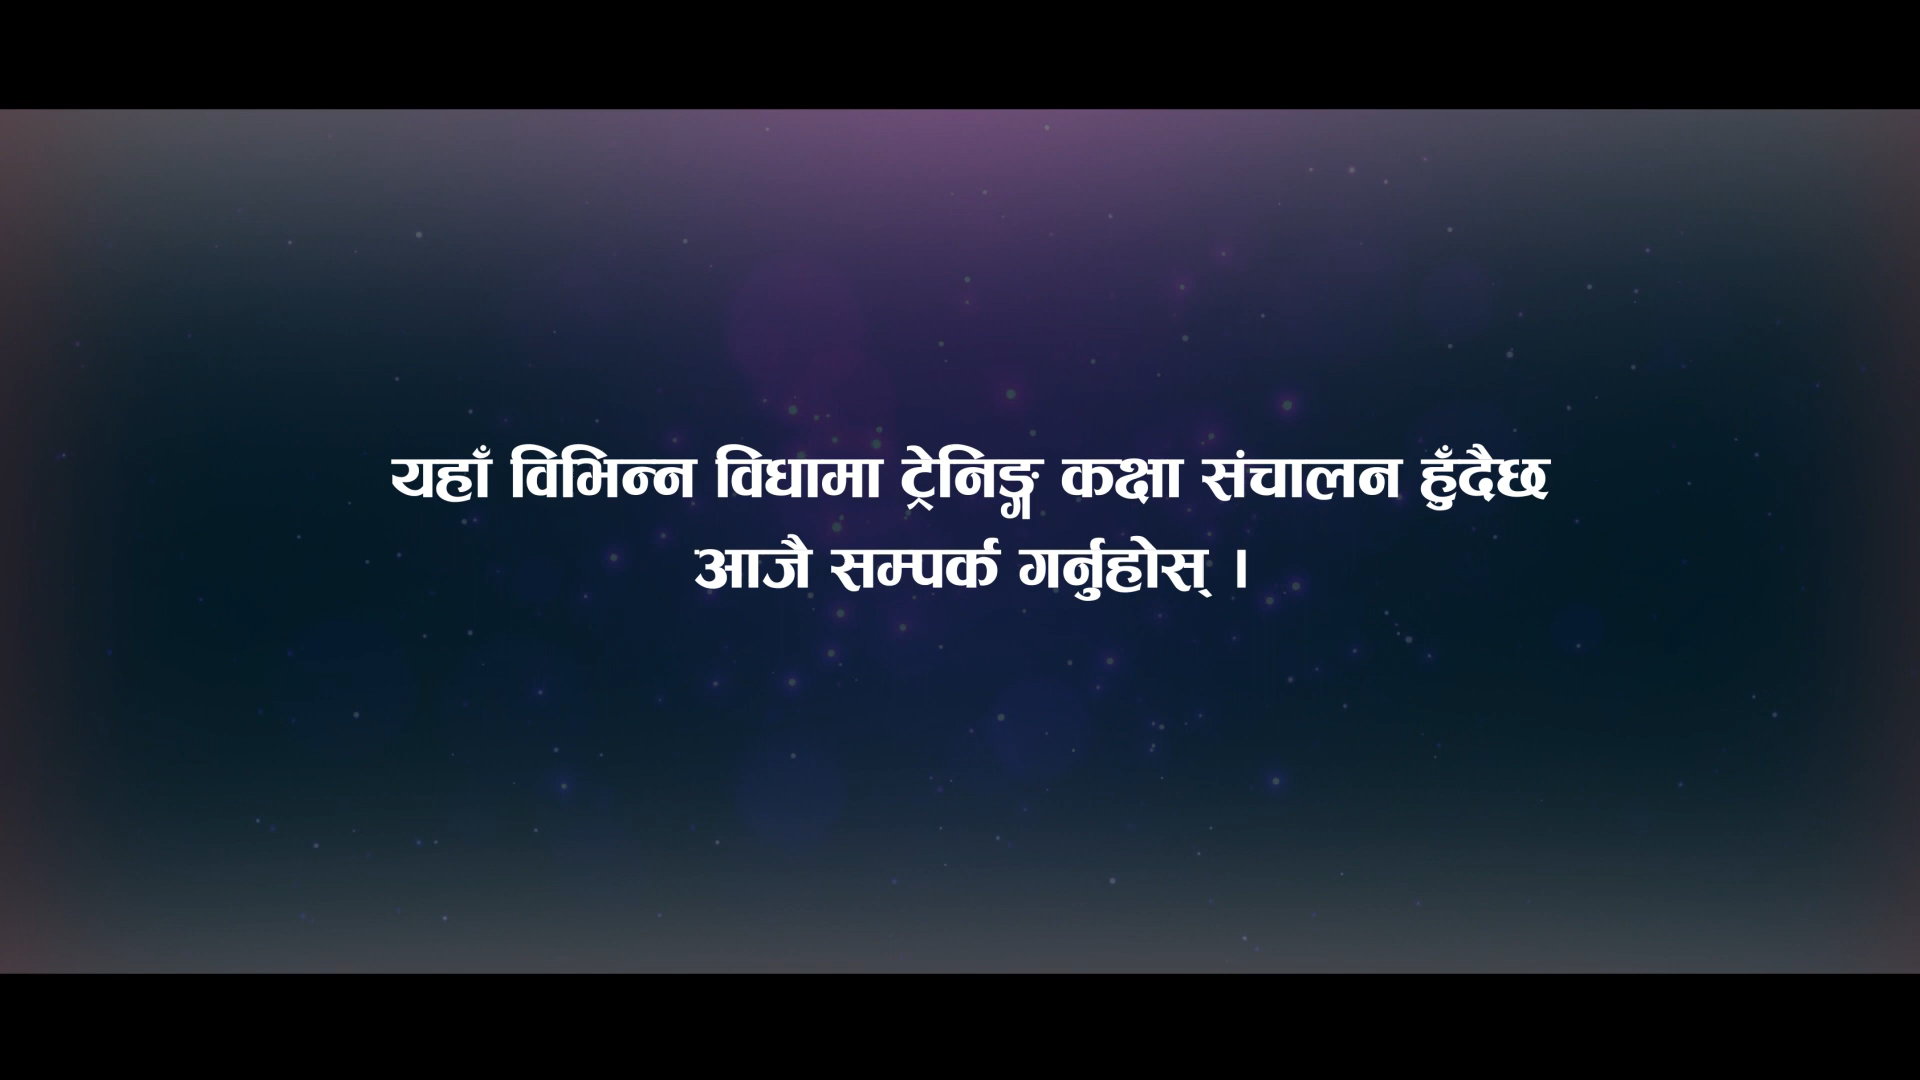 यहाँ विभिन्न विधामा ट्रेनिङ्ग कक्षा संचालन हुँदैछ
आजै सम्पर्क गर्नुहोस् ।